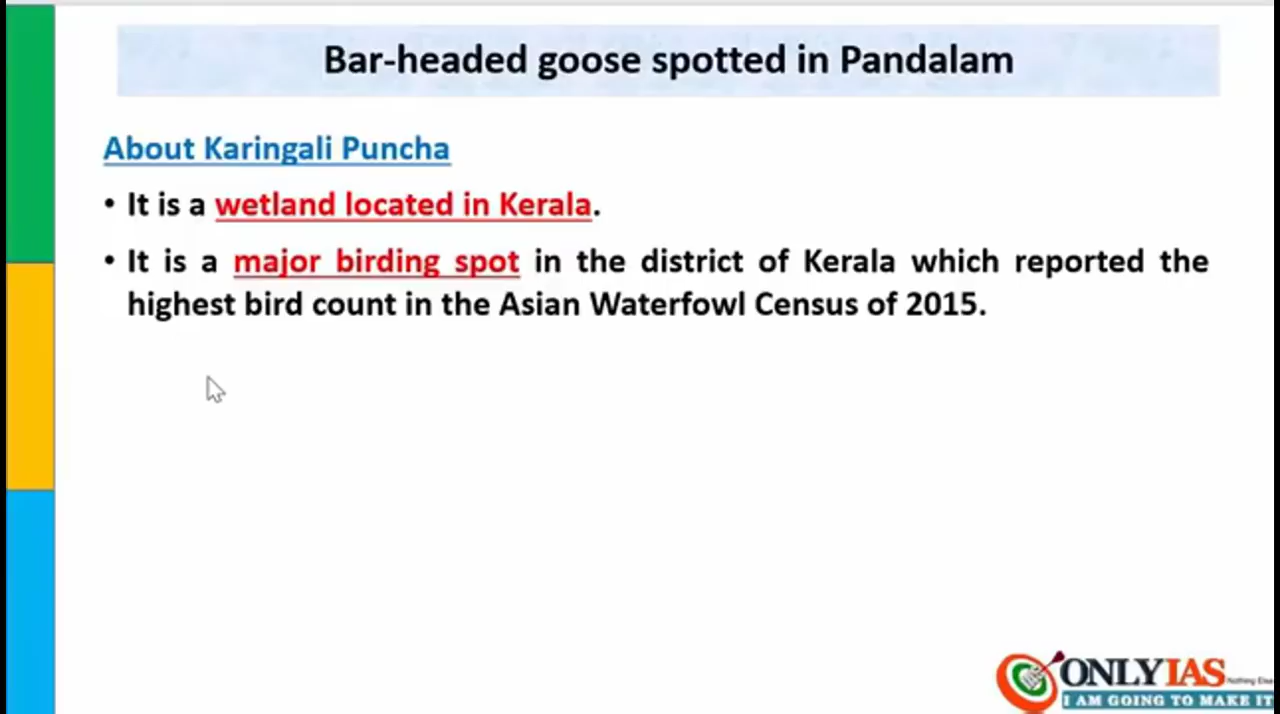 Bar-headed goose spotted in Pandalam
About Karingali Puncha
• It is a wetland located in Kerala.
• It is a major birding spot in the district of Kerala which reported the
highest bird count in the Asian Waterfowl Census of 2015.
ONLYIAS Nothing Else
I AM GOING TO MAKE IT